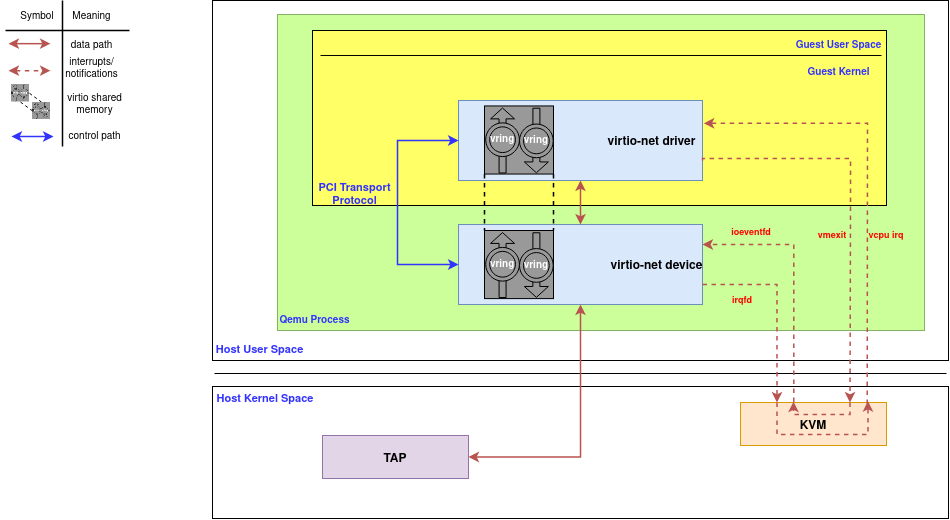 Symbol Meaning
data path
interrupts/
notifications
virtio shared
memory
control path
Guest User Space
Guest Kernel
vring vring
virtio-net driver
PCI Transport
Protocol
ioeventfd
vmexit
vcpu irq
vring vring
virtio-net device
irqfd
Qemu Process
Host User Space
Host Kernel Space
KVM
TAP